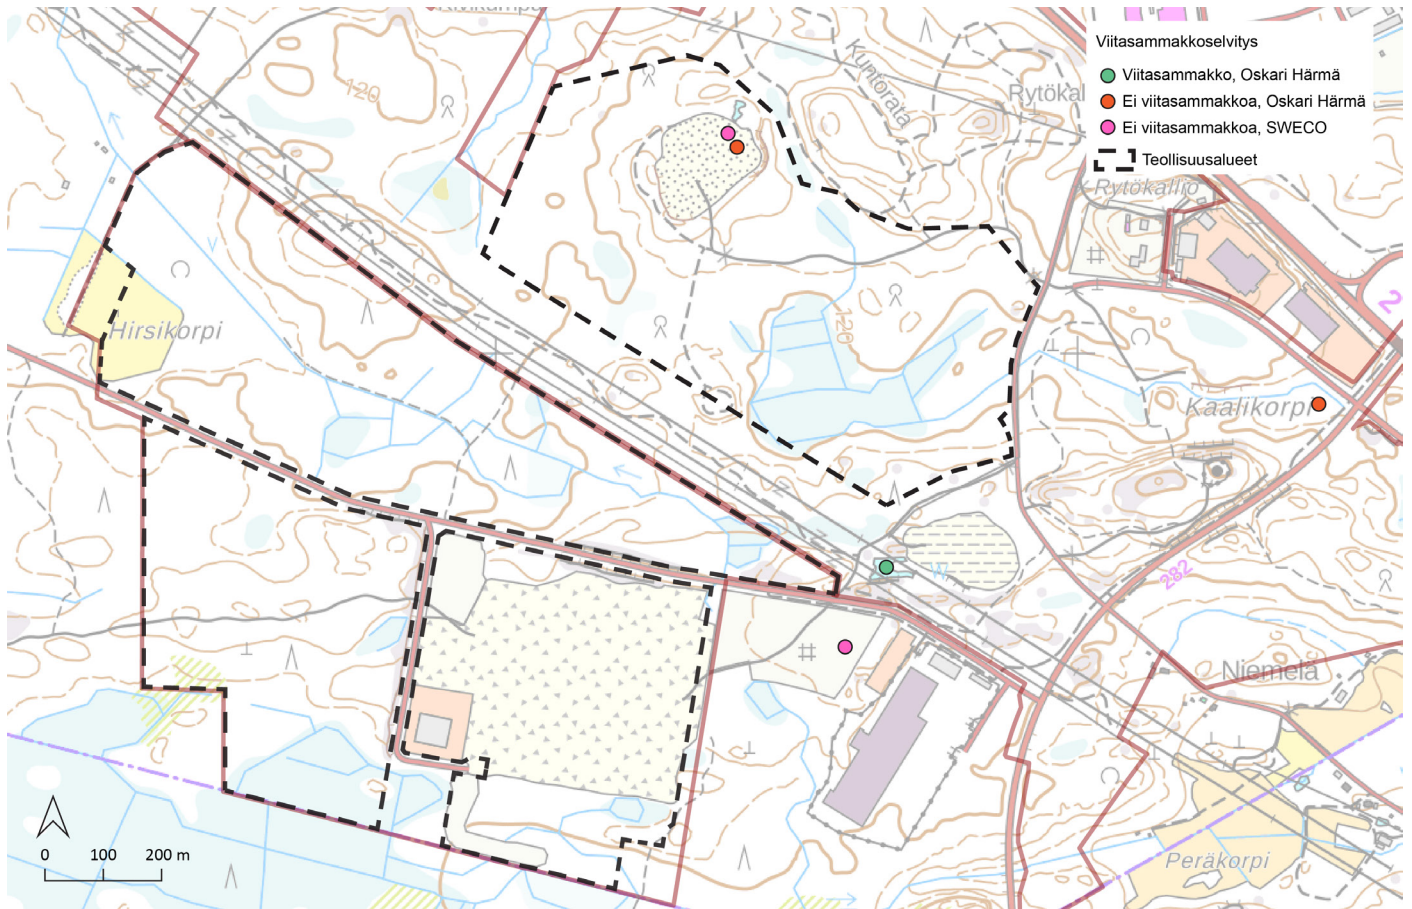 Viitasammakkoselvitys
Viitasammakko, Oskari Härmä
Ei viitasammakkoa, Oskari Härmä
Ei viitasammakkoa, SWECO
Teollisuusalueet
120
Kuntorata
Rytökal
Rytökallio
Hirsikorpi
120
2
Kaalikorpi
W
282
Niemelä
Peräkorpi
0 100 200 m